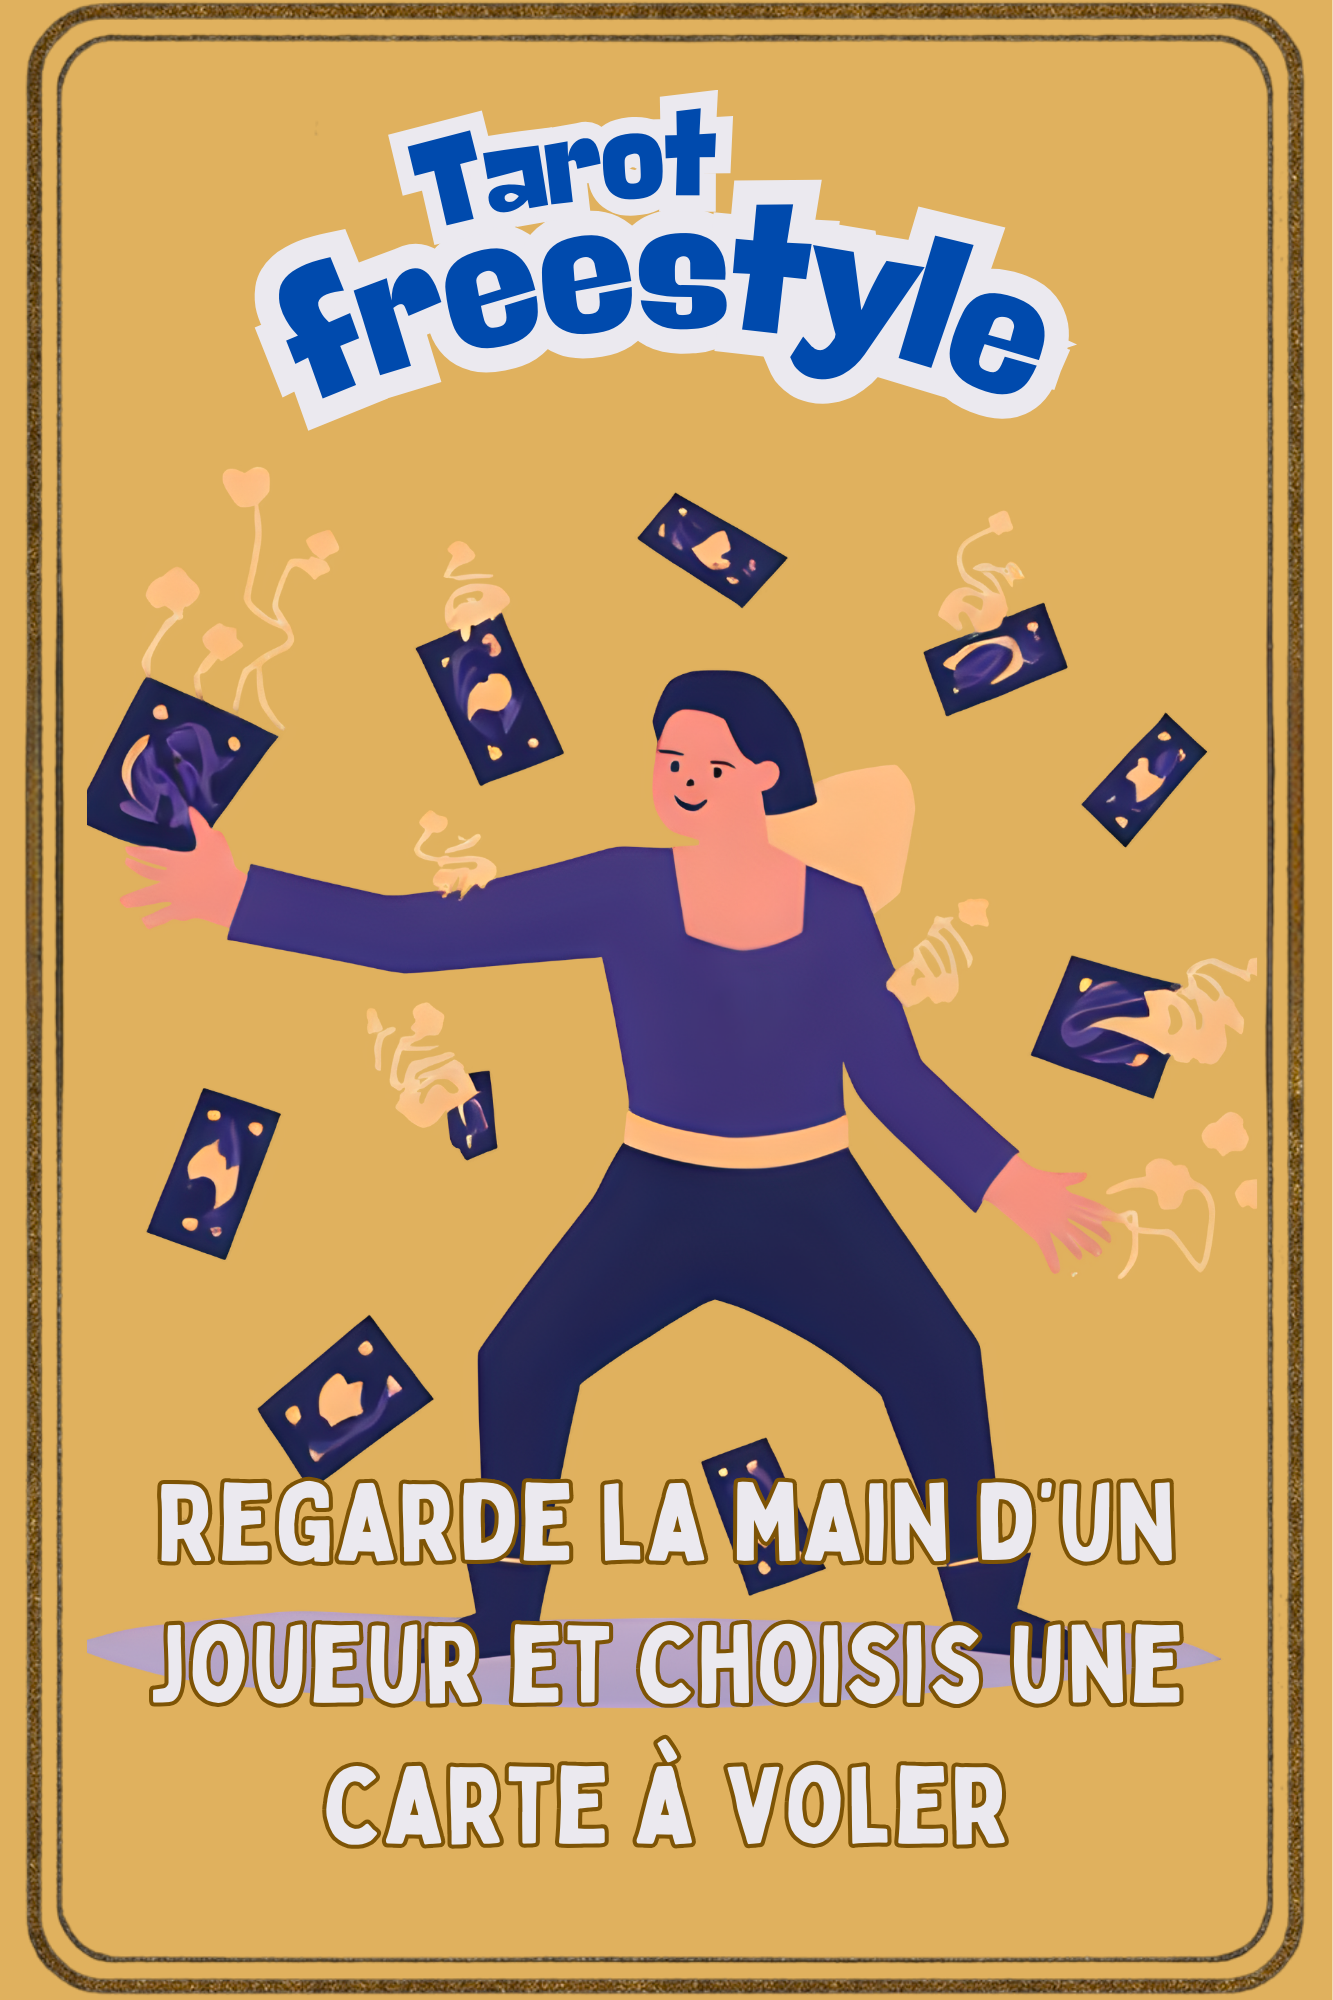 Tarot
freestyle
REGARDE LA MAIN D'UN
JOUEUR ET CHOISIS UNE
CARTE À VOLER